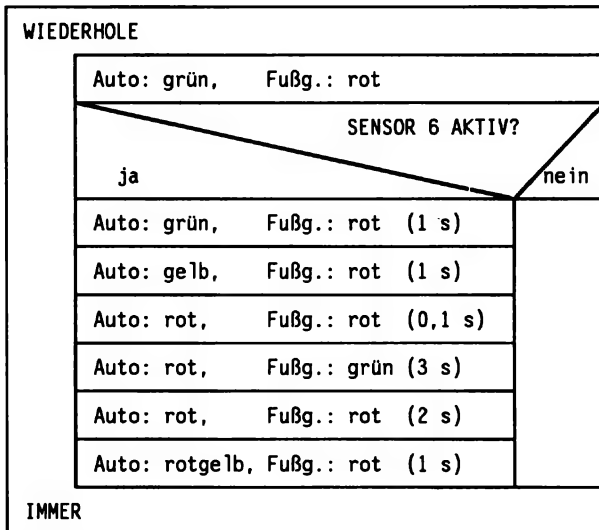 WIEDERHOLE
Auto: grün, Fußg.: rot
SENSOR 6 AKTIV?
ja nein
Auto: grün, Fußg.: rot (1 s)
Auto: gelb, Fußg.: rot (1 s)
Auto: rot, Fußg.: rot (0,1 s)
Auto: rot, Fußg.: grün (3 s)
Auto: rot, Fußg.: rot (2 s)
Auto: rotgelb, Fußg.: rot (1 s)
IMMER